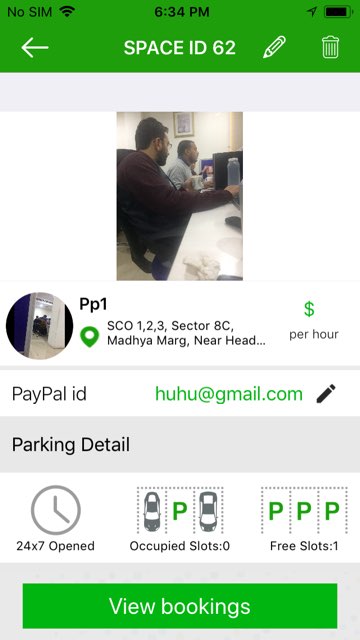 No SIM 6:34 PM
SPACE ID 62
Pp1
SCO 1,2,3, Sector 8C,
Madhya Marg, Near Head...
$
per hour
PayPal id huhu@gmail.com
Parking Detail
P P P P
24x7 Opened Occupied Slots:0 Free Slots:1
View bookings